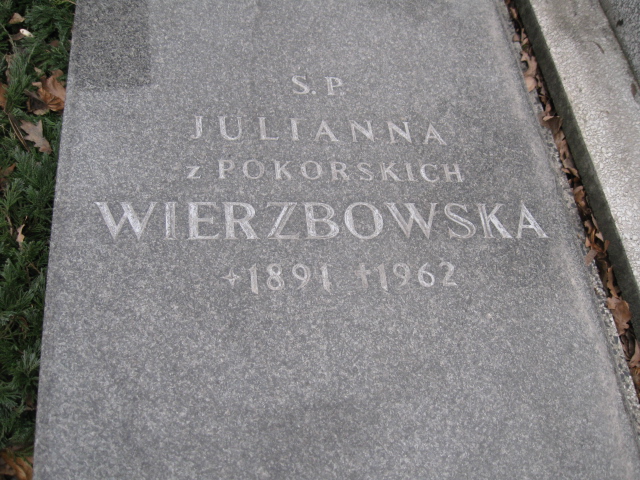 S.P.
JULIANNA
z POKORSKICH
WIERZBOWSKA
+1891 †1962